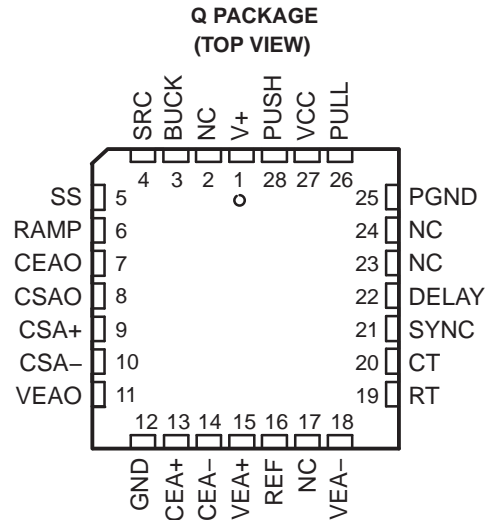 Q PACKAGE
(TOP VIEW)
SRC
BUCK
NC
V+
PUSH
VCC
PULL
4 3 2 1 28 27 26
SS 5
RAMP 6
CEAO 7
CSAO 8
CSA+ 9
CSA– 10
VEAO 11
25 PGND
24 NC
23 NC
22 DELAY
21 SYNC
20 CT
19 RT
12 13 14 15 16 17 18
GND
CEA+
CEA–
VEA+
REF
NC
VEA–